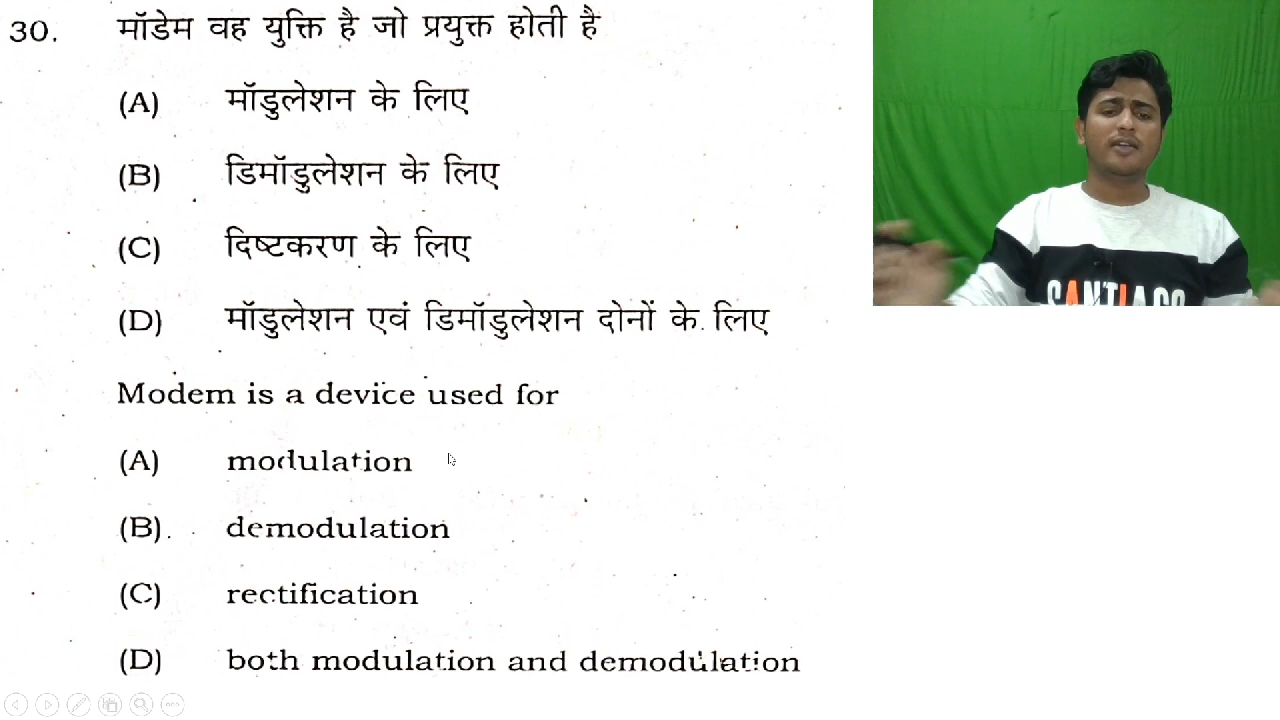 30. मॉडेम वह युक्ति है जो प्रयुक्त होती है
(A) मॉडुलेशन के लिए
(B) डिमॉडुलेशन के लिए
(C) दिष्टकरण के लिए
(D) मॉडुलेशन एवं डिमॉडुलेशन दोनों के लिए
Modem is a device used for
(A) modulation
(B) demodulation
(C) rectification
(D) both modulation and demodulation
SANTIAGO